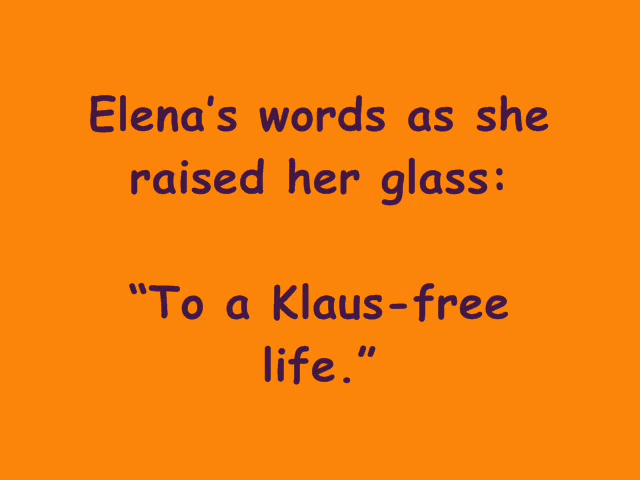 Elena’s words as she
raised her glass:
“To a Klaus-free
life.”